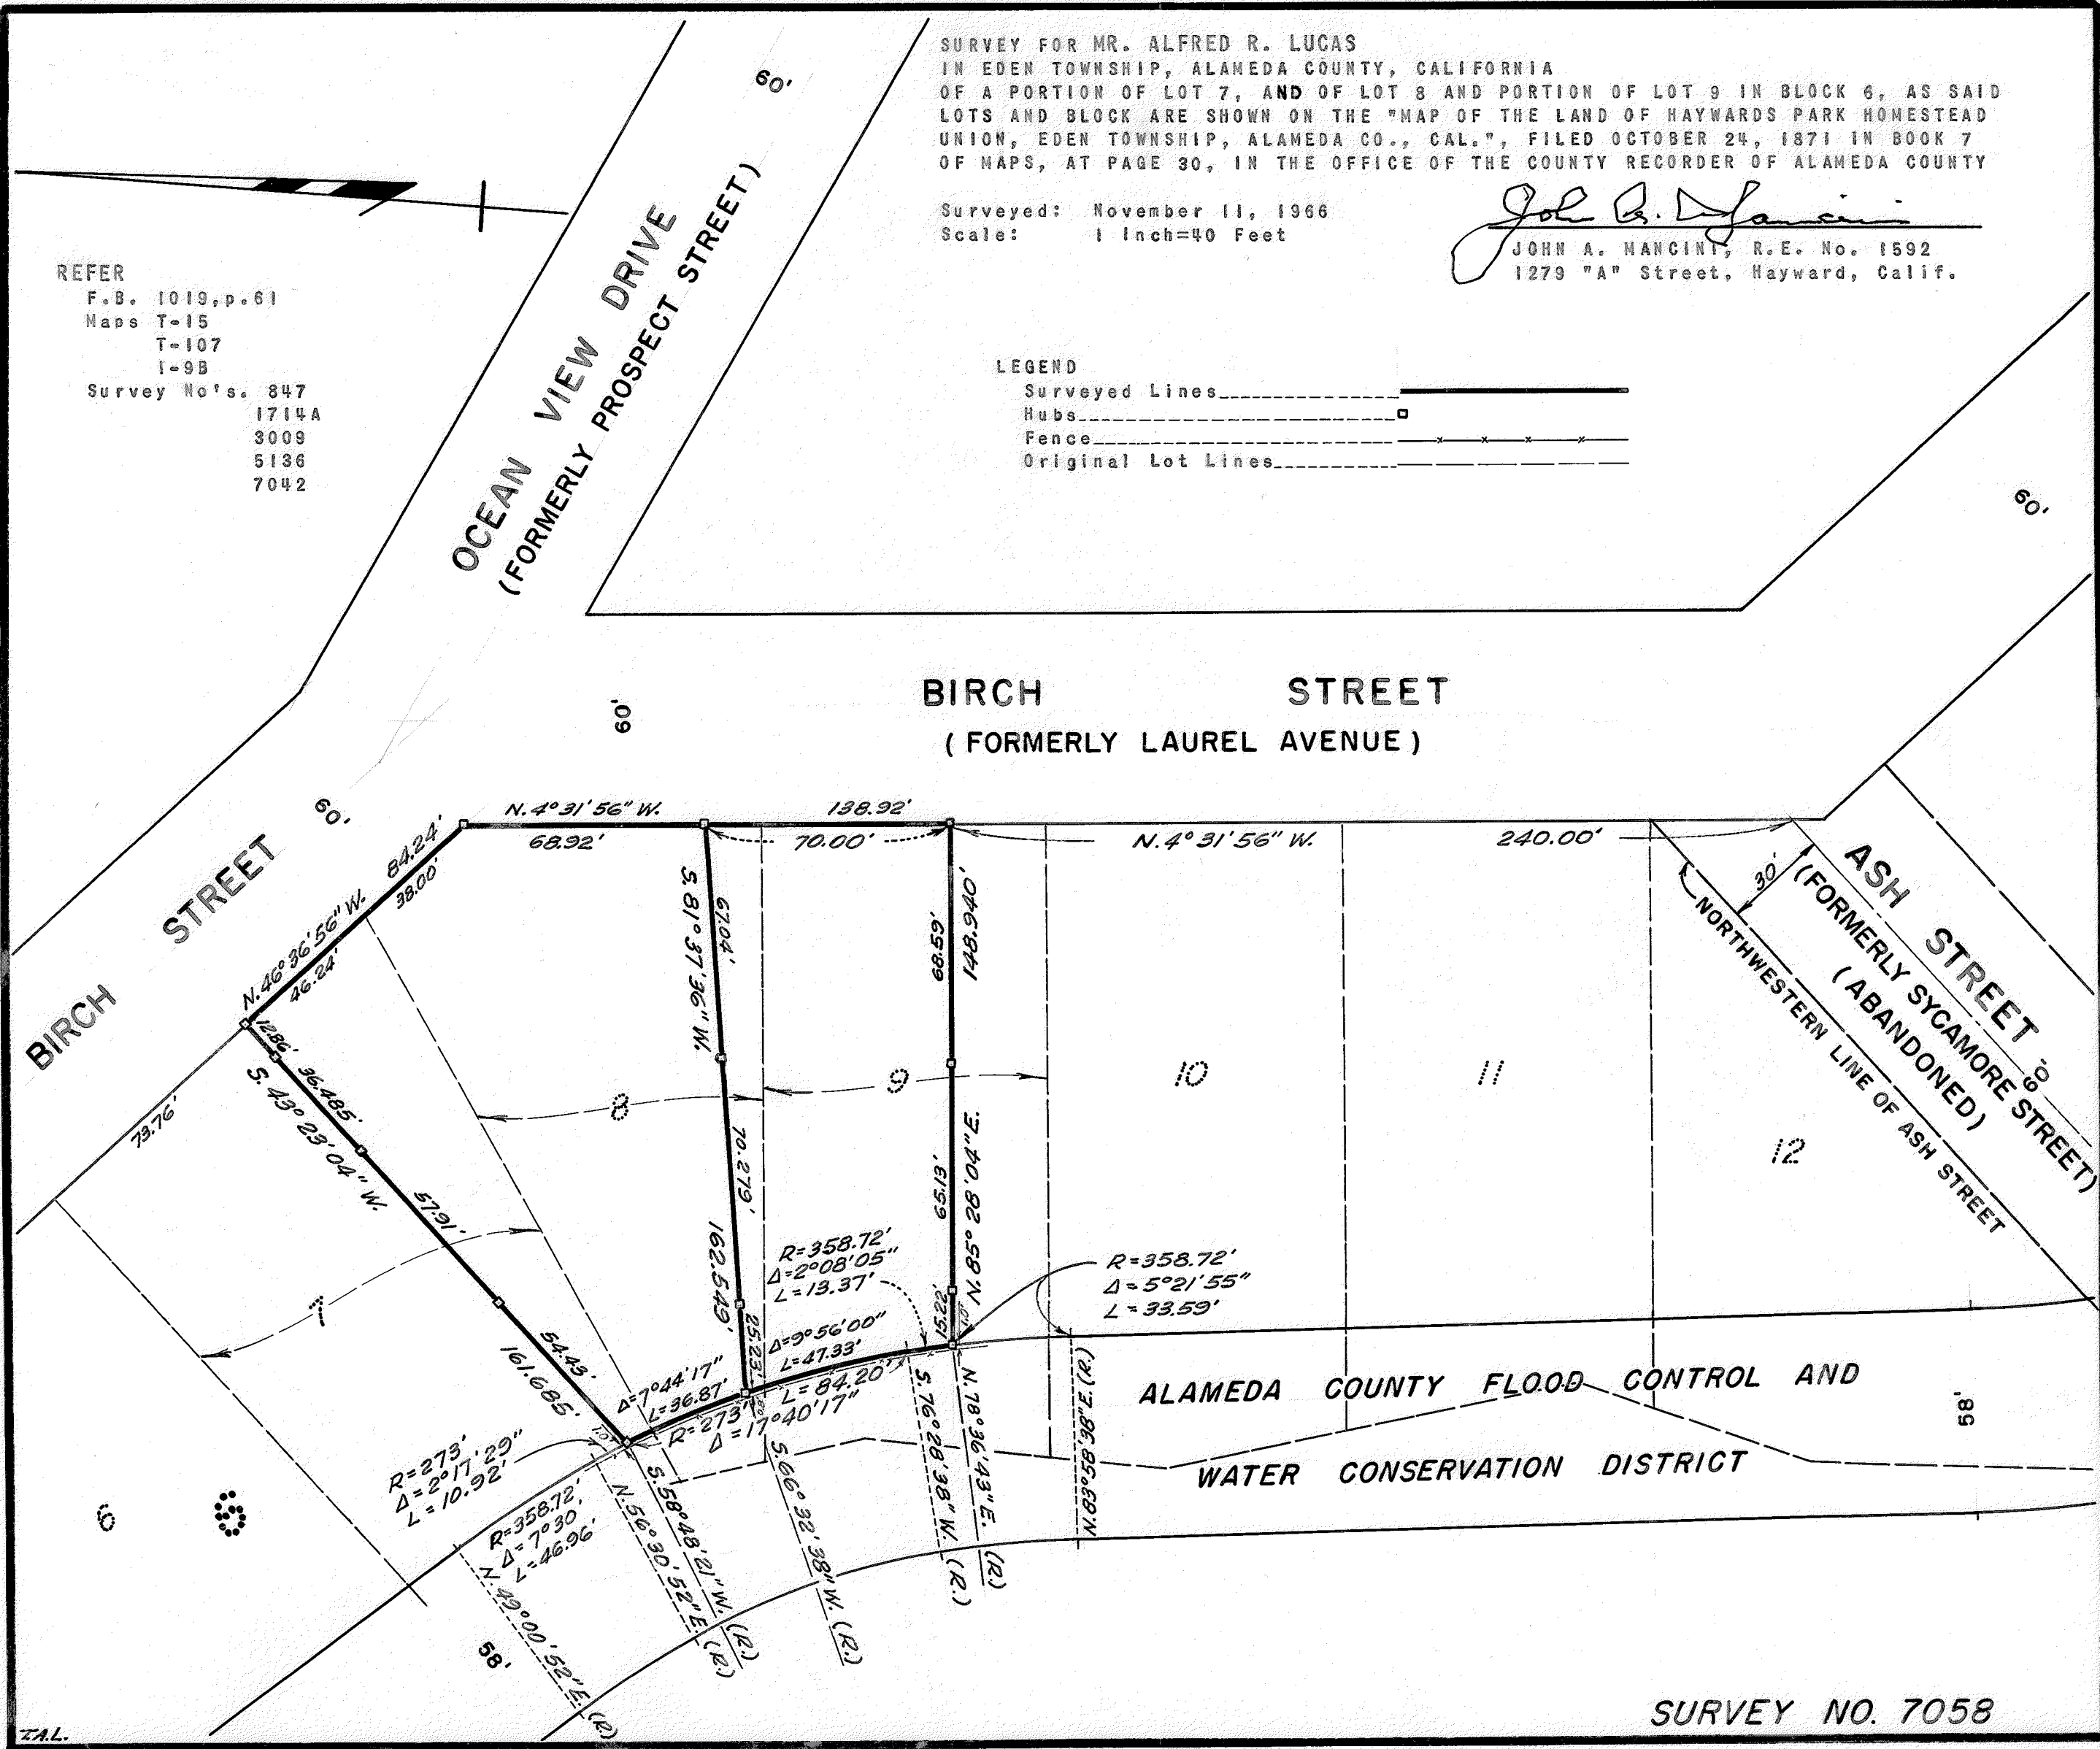 SURVEY FOR MR. ALFRED R. LUCAS
IN EDEN TOWNSHIP, ALAMEDA COUNTY, CALIFORNIA
OF A PORTION OF LOT 7, AND OF LOT 8 AND PORTION OF LOT 9 IN BLOCK 6, AS SAID
LOTS AND BLOCK ARE SHOWN ON THE "MAP OF THE LAND OF HAYWARDS PARK HOMESTEAD
UNION, EDEN TOWNSHIP, ALAMEDA CO., CAL.", FILED OCTOBER 24, 1871 IN BOOK 7
OF MAPS, AT PAGE 30, IN THE OFFICE OF THE COUNTY RECORDER OF ALAMEDA COUNTY
Surveyed: November 11, 1966
Scale: 1 Inch=40 Feet
John A. Mancini
JOHN A. MANCINI, R.E. No. 1592
1279 "A" Street, Hayward, Calif.
REFER
F.B. 1019, p.61
Maps T-15
T-107
I-9B
Survey No's. 847
1714A
3009
5136
7042
LEGEND
Surveyed Lines
Hubs
Fence
Original Lot Lines
60'
OCEAN VIEW DRIVE
(FORMERLY PROSPECT STREET)
60'
60'
BIRCH STREET
(FORMERLY LAUREL AVENUE)
60'
BIRCH STREET
N. 4° 31' 56" W.
138.92'
68.92'
70.00'
N. 4° 31' 56" W.
240.00'
84.24'
38.00'
N. 46° 36' 56" W.
46.24'
73.76'
12.86'
36.485'
S. 43° 23' 04" W.
57.91'
54.43'
161.685'
67.04'
S. 81° 37' 36" W.
70.279'
162.549'
25.23'
68.59'
148.940'
65.13'
N. 85° 28' 04" E.
15.22'
30'
ASH STREET
(FORMERLY SYCAMORE STREET)
(ABANDONED)
60'
NORTHWESTERN LINE OF ASH STREET
6
6
7
8
9
10
11
12
R=358.72'
Δ=2°08'05"
L=13.37'
R=358.72'
Δ=5°21'55"
L=33.59'
Δ=9°56'00"
L=47.33'
L=84.20'
Δ=7°44'17"
L=36.87'
R=273'
Δ=17°40'17"
1.0'
R=273'
Δ=2°17'29"
L=10.92'
R=358.72'
Δ=7°30'
L=46.96'
N. 49°00'52" E. (R.)
N. 56°30'52" E. (R.)
S. 58°48'21" W. (R.)
S. 66°32'38" W. (R.)
S. 76°28'38" W. (R.)
N. 78°36'43" E. (R.)
N. 83°58'38" E. (R.)
ALAMEDA COUNTY FLOOD CONTROL AND
WATER CONSERVATION DISTRICT
58'
58'
T.A.L.
SURVEY NO. 7058